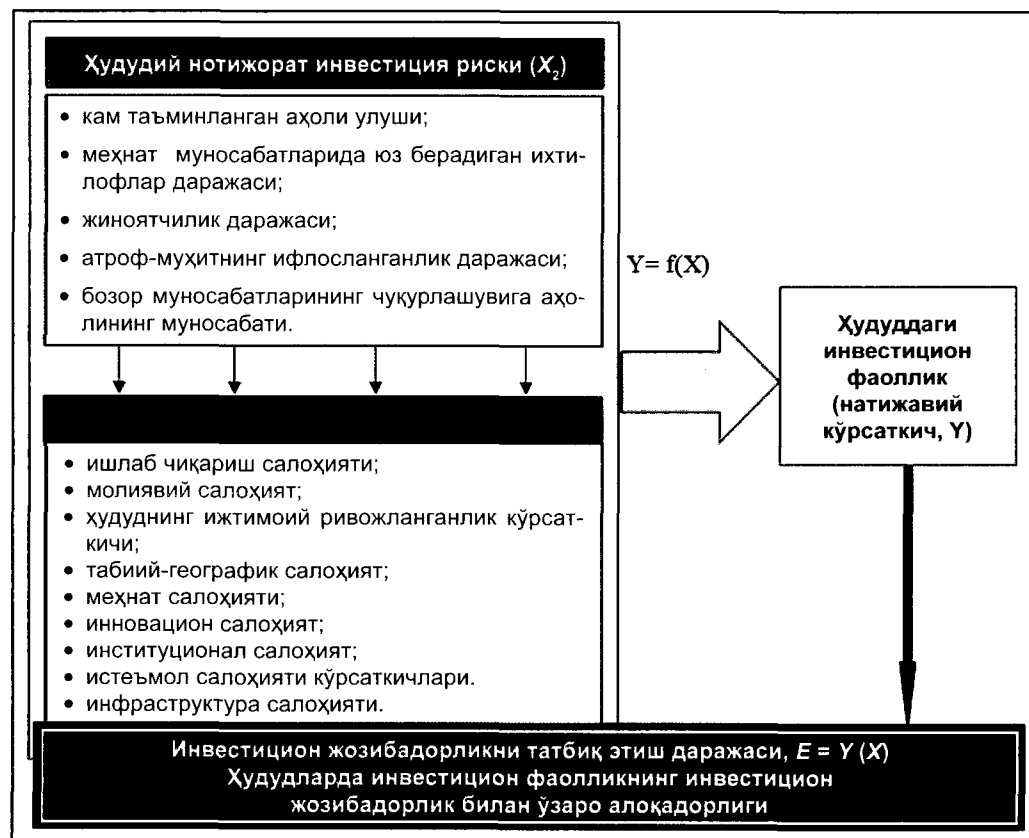 Ҳудудий нотижорат инвестиция риски (X₂)
• кам таъминланган аҳоли улуши;
• меҳнат муносабатларида юз берадиган ихти-
лофлар даражаси;
• жиноятчилик даражаси;
• атроф-муҳитнинг ифлосланганлик даражаси;
• бозор муносабатларининг чуқурлашувига аҳо-
лининг муносабати.
Y= f(X)
Ҳудуддаги
инвестицион
фаоллик
(натижавий
кўрсаткич, Y)
• ишлаб чиқариш салоҳияти;
• молиявий салоҳият;
• ҳудуднинг ижтимоий ривожланганлик кўрсат-
кичи;
• табиий-географик салоҳият;
• меҳнат салоҳияти;
• инновацион салоҳият;
• институционал салоҳият;
• истеъмол салоҳияти кўрсаткичлари.
• инфраструктура салоҳияти.
Инвестицион жозибадорликни татбиқ этиш даражаси, E = Y (X)
Ҳудудларда инвестицион фаолликнинг инвестицион
жозибадорлик билан ўзаро алоқадорлиги